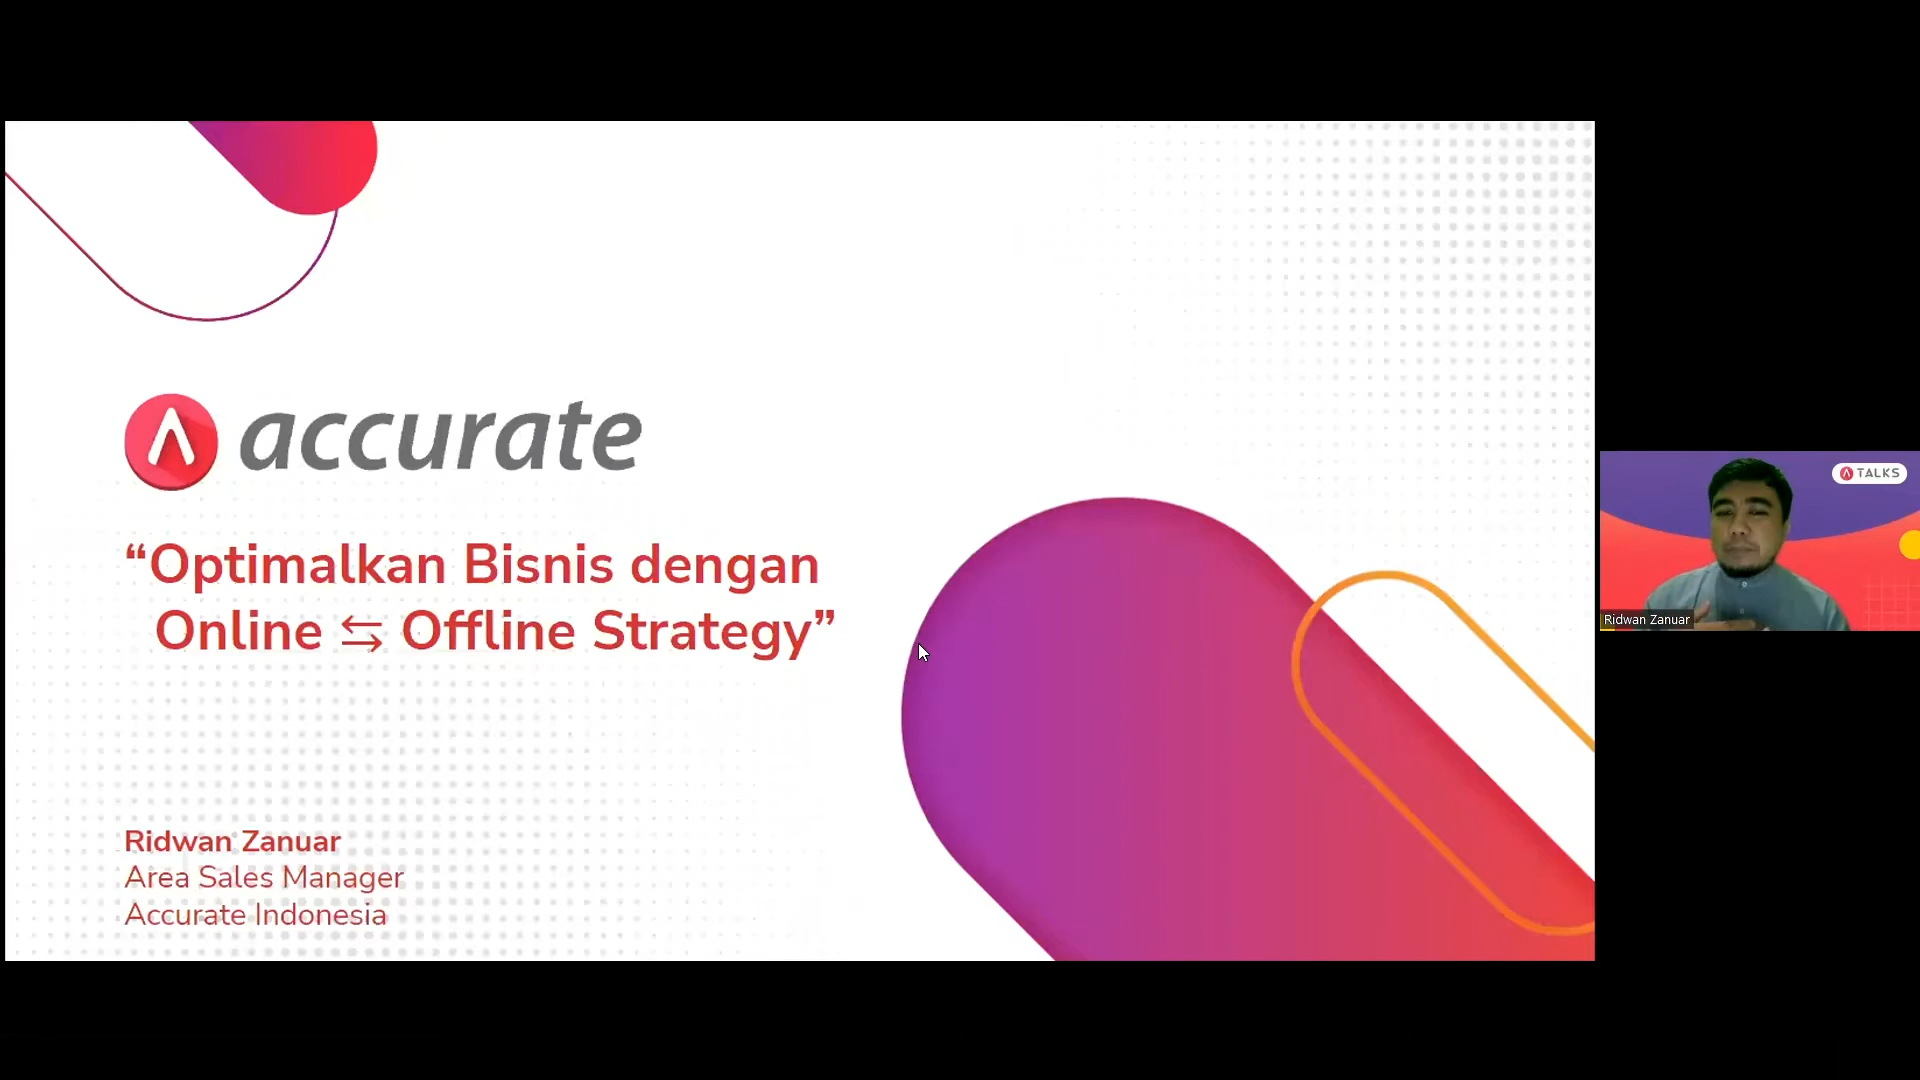 accurate
“Optimalkan Bisnis dengan
Online ⇆ Offline Strategy”
Ridwan Zanuar
Area Sales Manager
Accurate Indonesia
TALKS
Ridwan Zanuar